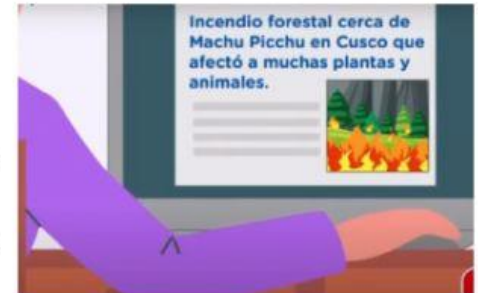 Incendio forestal cerca de
Machu Picchu en Cusco que
afectó a muchas plantas y
animales.